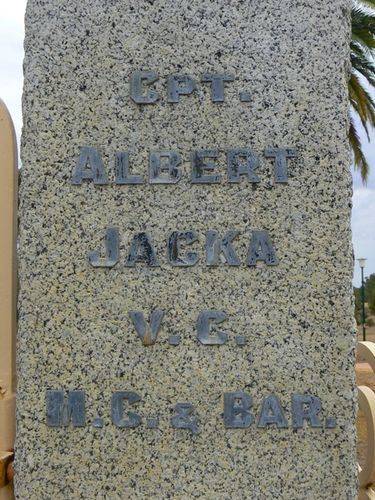 CPT.
ALBERT
JACKA
V.C.
M.C. & BAR.